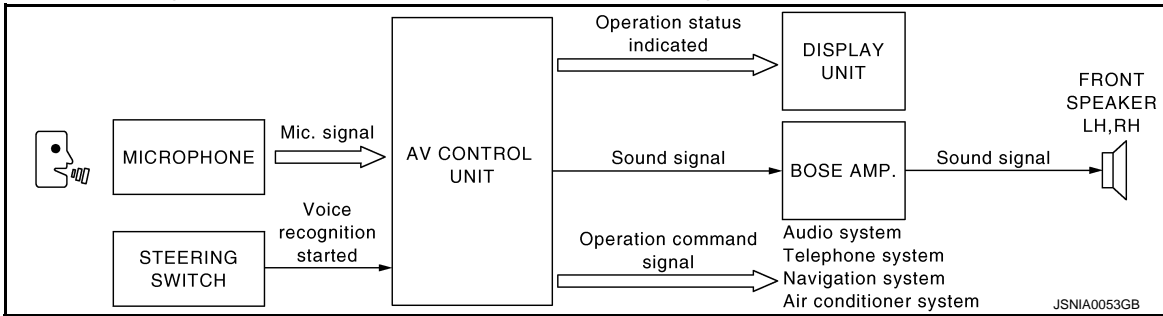 Operation status
indicated
DISPLAY
UNIT
FRONT
SPEAKER
LH,RH
MICROPHONE
Mic. signal
AV CONTROL
UNIT
Sound signal
BOSE AMP.
Sound signal
Voice
recognition
started
STEERING
SWITCH
Operation command
signal
Audio system
Telephone system
Navigation system
Air conditioner system
JSNIA0053GB